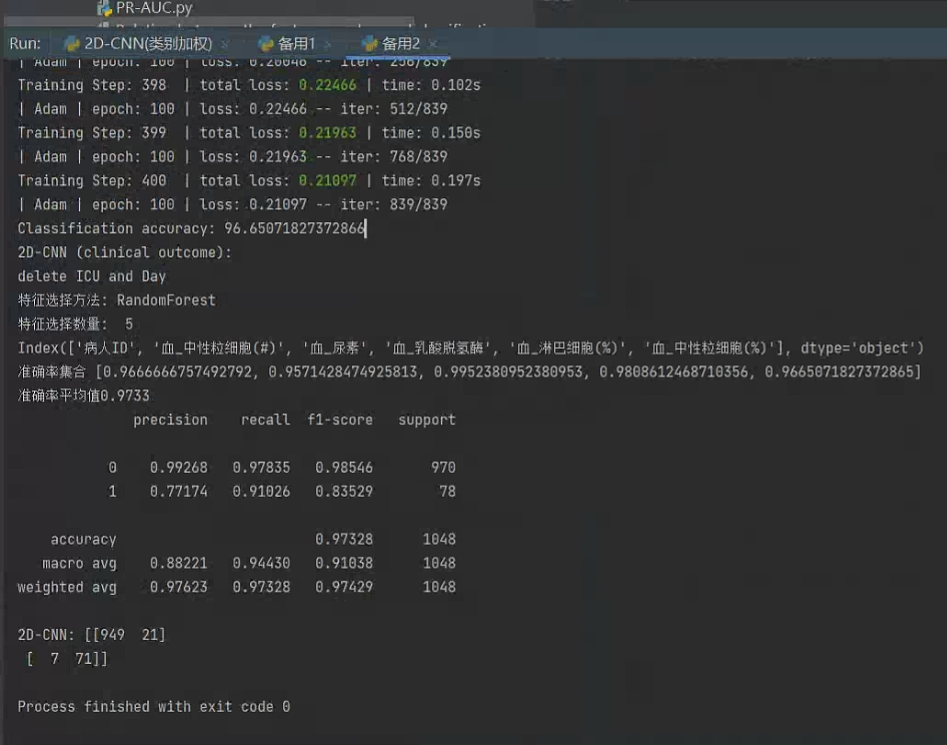 PR-AUC.py
Run: 2D-CNN(类别加权) × 备用1 × 备用2 ×
| Adam | epoch: 100 | loss: 0.20046 -- iter: 256/839
Training Step: 398 | total loss: 0.22466 | time: 0.102s
| Adam | epoch: 100 | loss: 0.22466 -- iter: 512/839
Training Step: 399 | total loss: 0.21963 | time: 0.150s
| Adam | epoch: 100 | loss: 0.21963 -- iter: 768/839
Training Step: 400 | total loss: 0.21097 | time: 0.197s
| Adam | epoch: 100 | loss: 0.21097 -- iter: 839/839
Classification accuracy: 96.65071827372866
2D-CNN (clinical outcome):
delete ICU and Day
特征选择方法: RandomForest
特征选择数量: 5
Index(['病人ID', '血_中性粒细胞(#)', '血_尿素', '血_乳酸脱氢酶', '血_淋巴细胞(%)', '血_中性粒细胞(%)'], dtype='object')
准确率集合 [0.9666666757492792, 0.9571428474925813, 0.9952380952380953, 0.9808612468710356, 0.9665071827372865]
准确率平均值0.9733
precision recall f1-score support
0 0.99268 0.97835 0.98546 970
1 0.77174 0.91026 0.83529 78
accuracy 0.97328 1048
macro avg 0.88221 0.94430 0.91038 1048
weighted avg 0.97623 0.97328 0.97429 1048
2D-CNN: [[949 21]
[ 7 71]]
Process finished with exit code 0